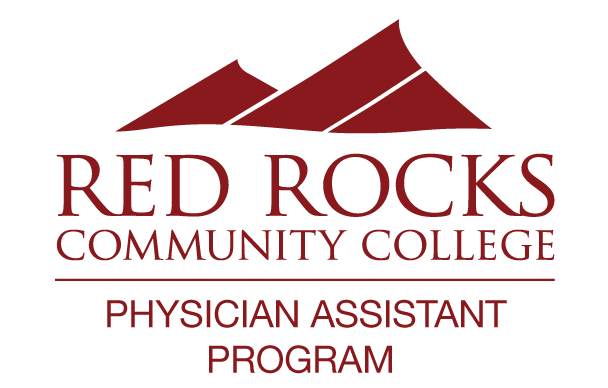 RED ROCKS
COMMUNITY COLLEGE
PHYSICIAN ASSISTANT
PROGRAM